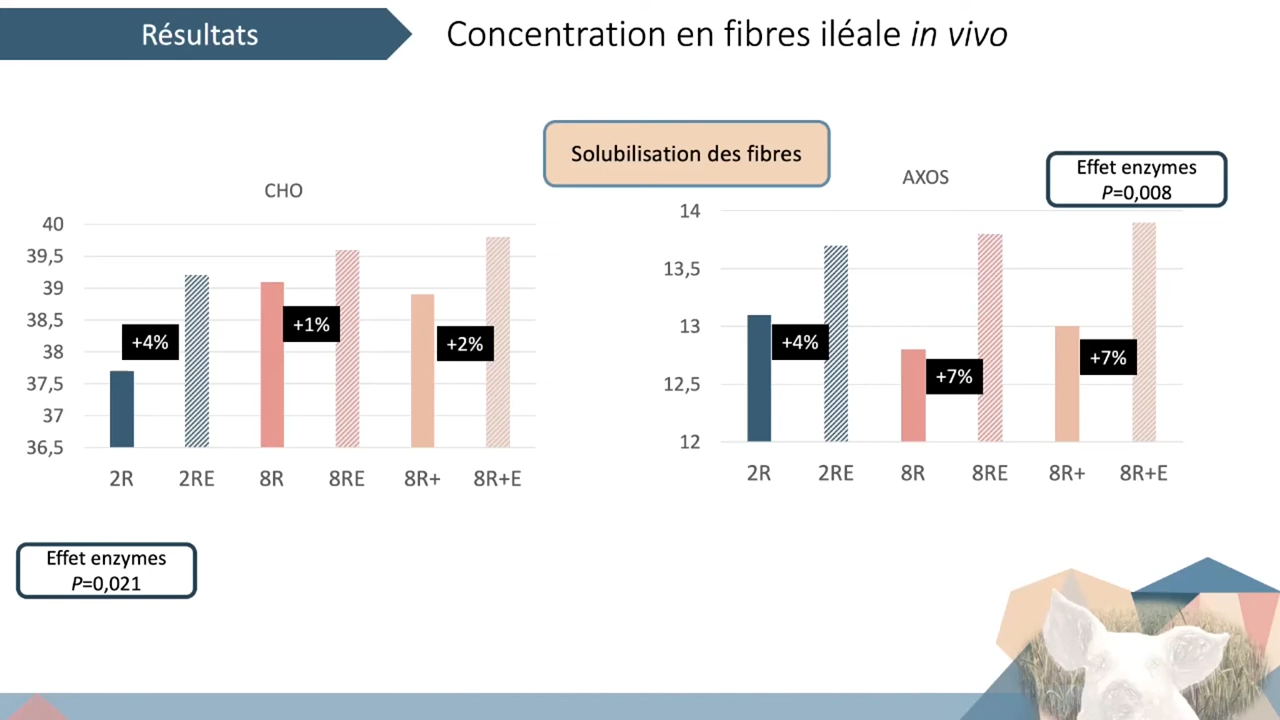 Résultats
Concentration en fibres iléale in vivo
Solubilisation des fibres
CHO
40
39,5
39
38,5
38
37,5
37
36,5
+4%
+1%
+2%
2R 2RE 8R 8RE 8R+ 8R+E
Effet enzymes
P=0,021
AXOS
Effet enzymes
P=0,008
14
13,5
13
12,5
12
+4%
+7%
+7%
2R 2RE 8R 8RE 8R+ 8R+E